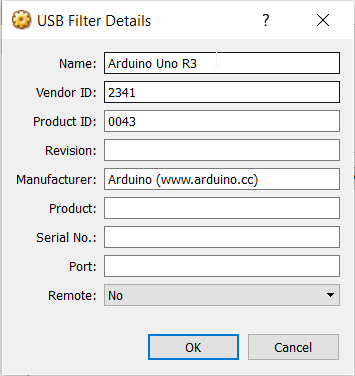 USB Filter Details
? ×
Name: Arduino Uno R3
Vendor ID: 2341
Product ID: 0043
Revision:
Manufacturer: Arduino (www.arduino.cc)
Product:
Serial No.:
Port:
Remote: No
OK Cancel